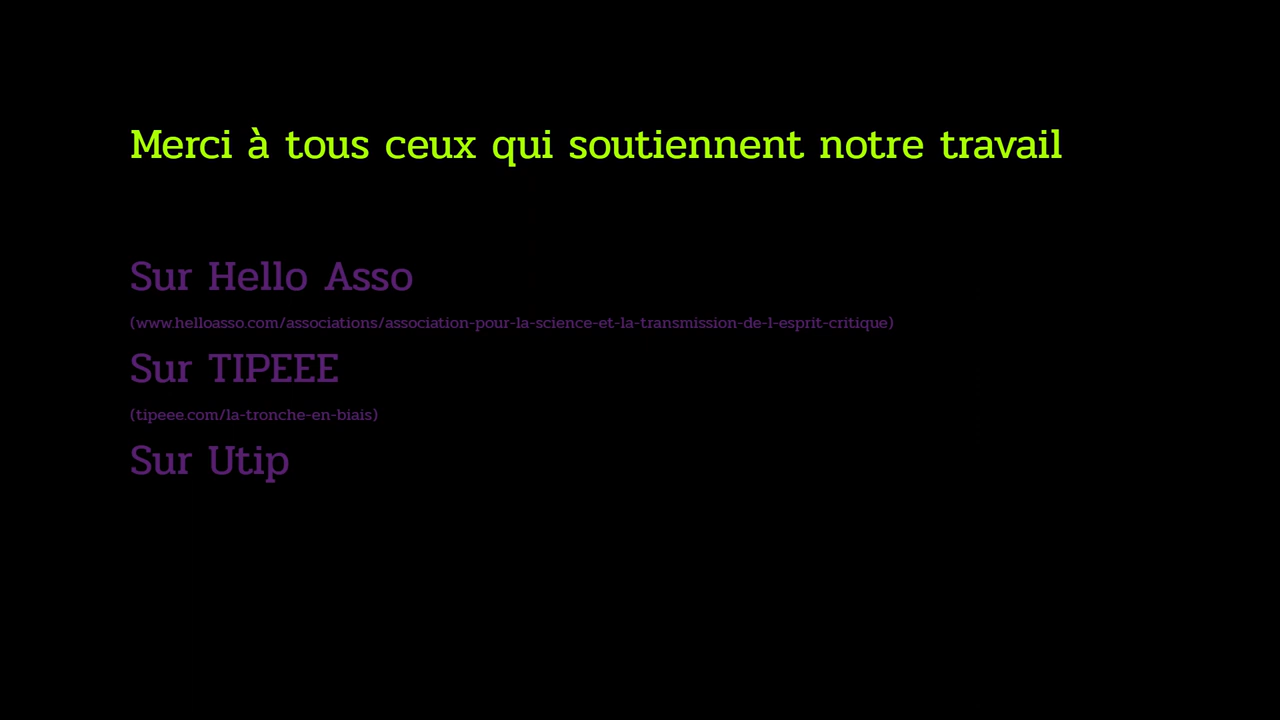 Merci à tous ceux qui soutiennent notre travail
Sur Hello Asso
(www.helloasso.com/associations/association-pour-la-science-et-la-transmission-de-l-esprit-critique)
Sur TIPEEE
(tipeee.com/la-tronche-en-biais)
Sur Utip